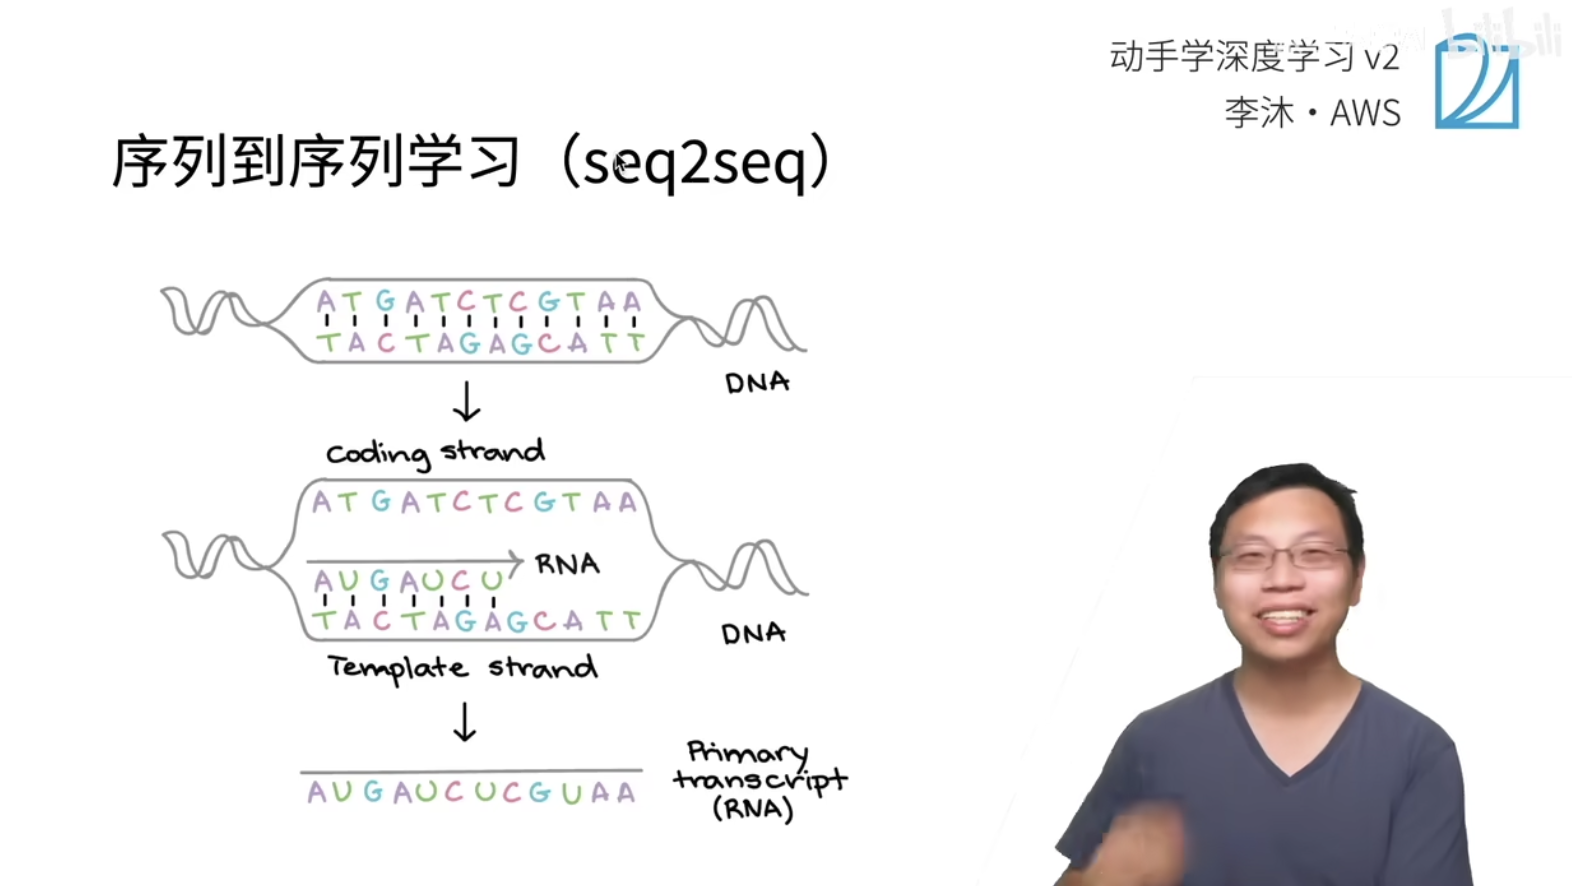 动手学深度学习 v2
李沐·AWS
bilibili
序列到序列学习（seq2seq）
A T G A T C T C G T A A
T A C T A G A G C A T T
DNA
Coding strand
A T G A T C T C G T A A
RNA
A U G A U C U
T A C T A G A G C A T T
DNA
Template strand
Primary
transcript
(RNA)
A U G A U C U C G U A A